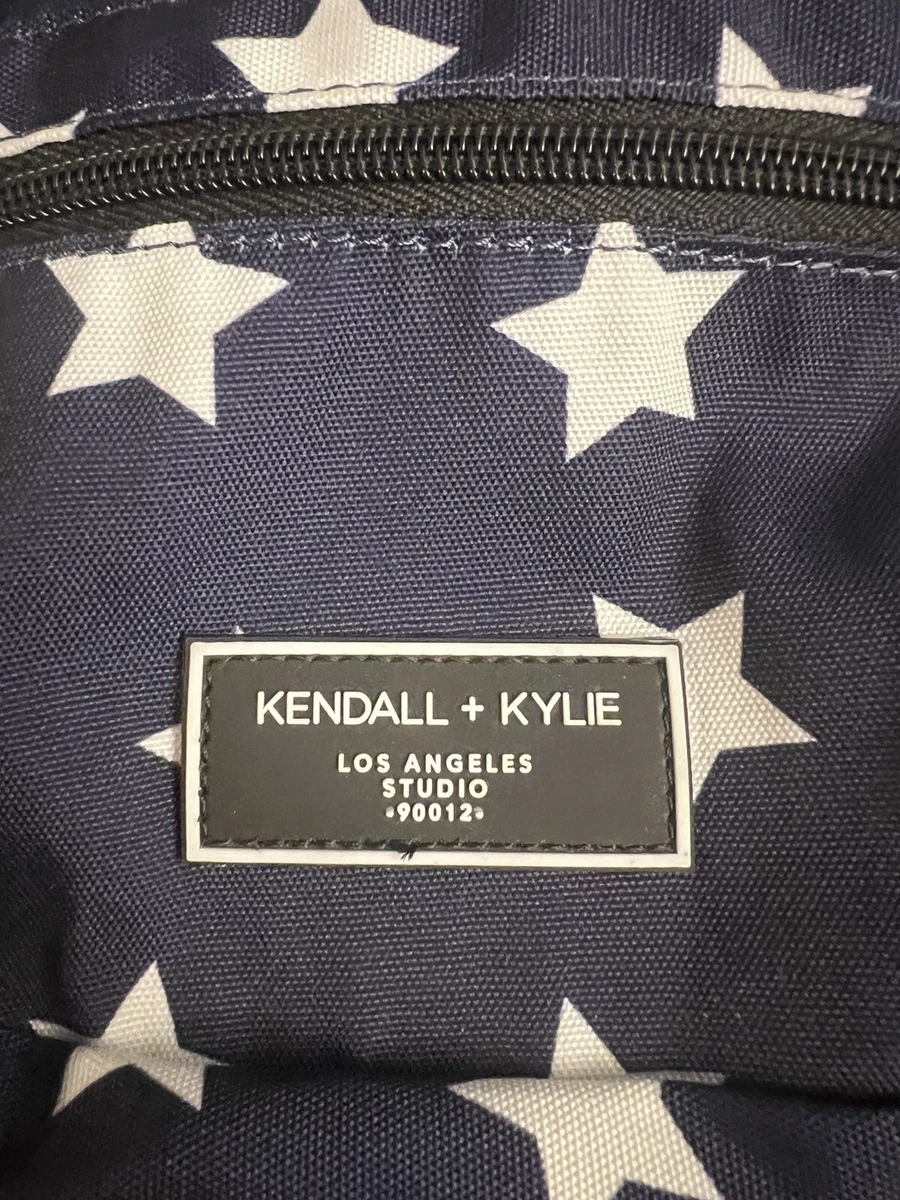 KENDALL + KYLIE
LOS ANGELES
STUDIO
•90012•